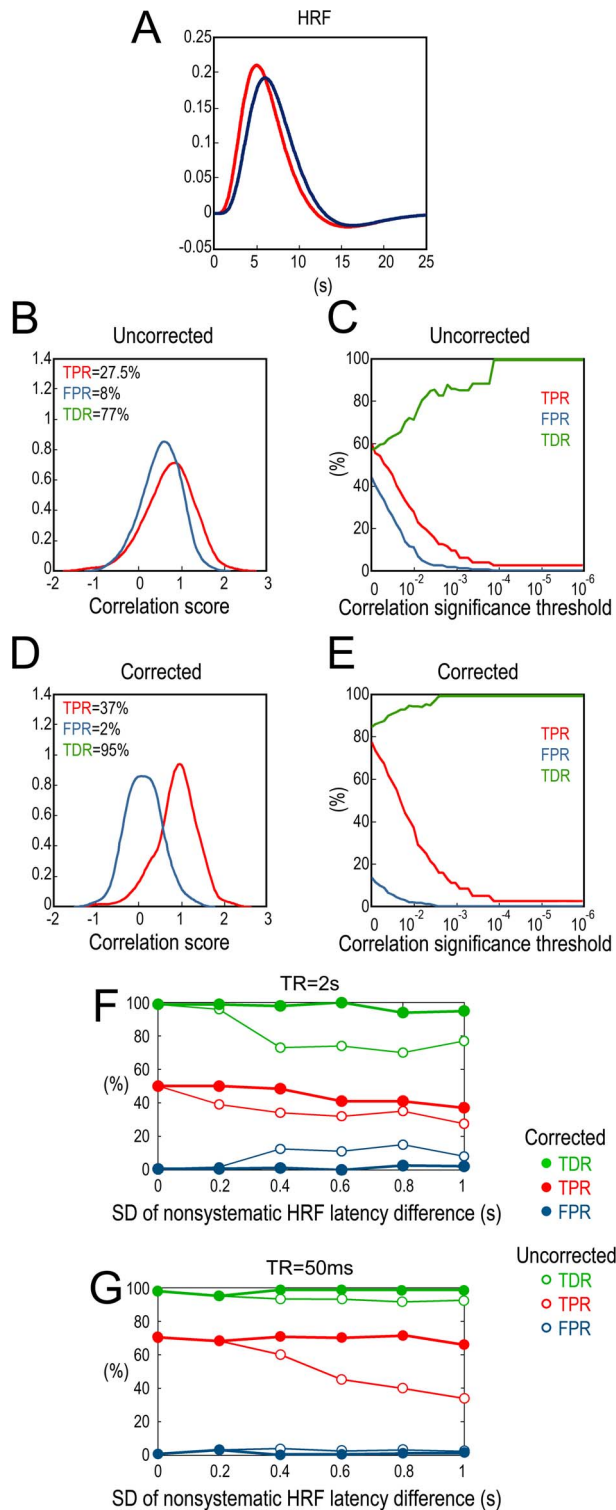 A
HRF
0.25
0.2
0.15
0.1
0.05
0
-0.05
0 5 10 15 20 25
(s)
B
Uncorrected
TPR=27.5%
FPR=8%
TDR=77%
1.4
1.2
1
0.8
0.6
0.4
0.2
0
-2 -1 0 1 2 3
Correlation score
C
Uncorrected
100
80
60
40
20
0
(%)
TPR
FPR
TDR
0 10-2 10-3 10-4 10-5 10-6
Correlation significance threshold
D
Corrected
TPR=37%
FPR=2%
TDR=95%
1.4
1.2
1
0.8
0.6
0.4
0.2
0
-2 -1 0 1 2 3
Correlation score
E
Corrected
100
80
60
40
20
0
(%)
TPR
FPR
TDR
0 10-2 10-3 10-4 10-5 10-6
Correlation significance threshold
F
TR=2s
100
80
60
40
20
0
(%)
0 0.2 0.4 0.6 0.8 1
SD of nonsystematic HRF latency difference (s)
Corrected
TDR
TPR
FPR
Uncorrected
TDR
TPR
FPR
G
TR=50ms
100
80
60
40
20
0
(%)
0 0.2 0.4 0.6 0.8 1
SD of nonsystematic HRF latency difference (s)